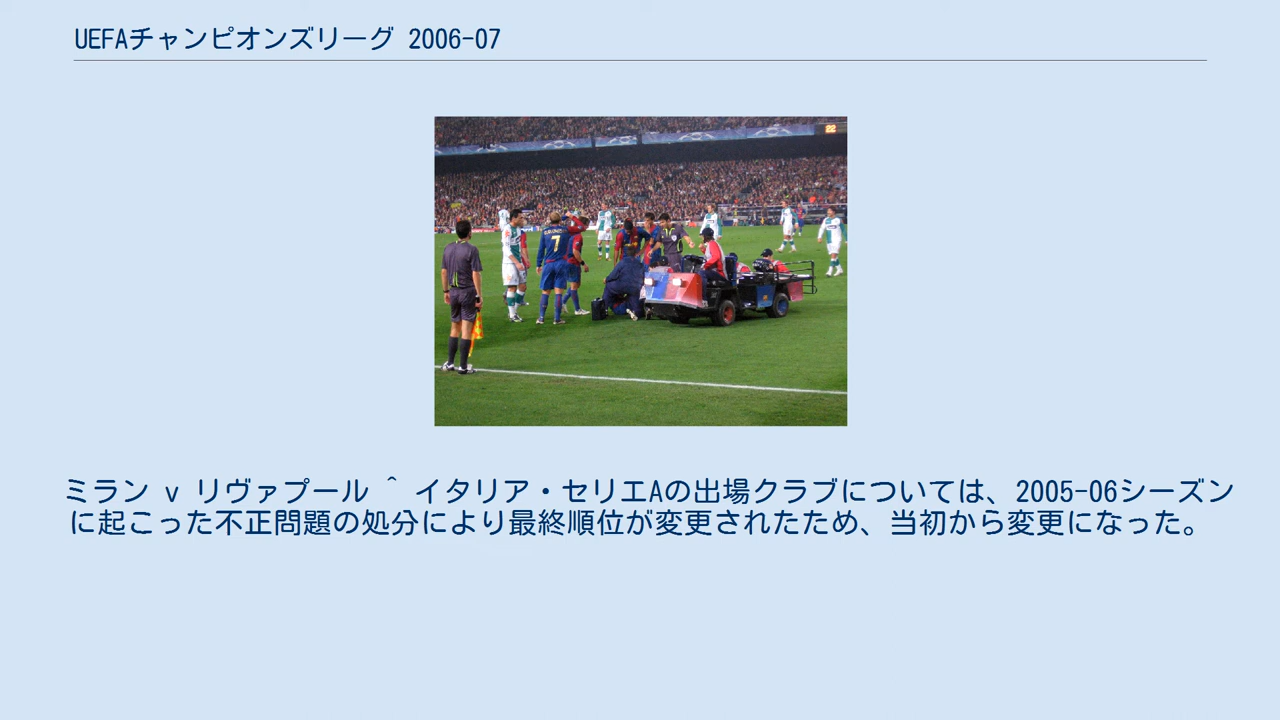 UEFAチャンピオンズリーグ 2006-07
22
7
ミラン v リヴァプール ^ イタリア・セリエAの出場クラブについては、2005-06シーズン
に起こった不正問題の処分により最終順位が変更されたため、当初から変更になった。